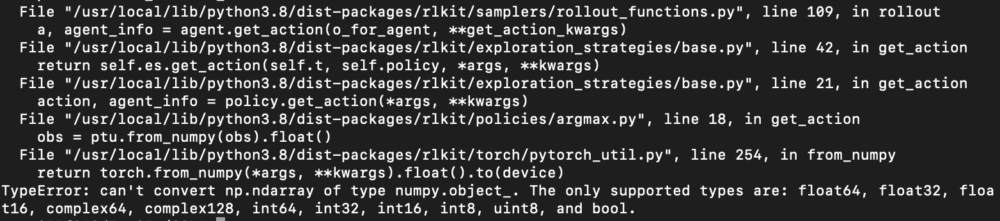 File "/usr/local/lib/python3.8/dist-packages/rlkit/samplers/rollout_functions.py", line 109, in rollout
a, agent_info = agent.get_action(o_for_agent, **get_action_kwargs)
File "/usr/local/lib/python3.8/dist-packages/rlkit/exploration_strategies/base.py", line 42, in get_action
return self.es.get_action(self.t, self.policy, *args, **kwargs)
File "/usr/local/lib/python3.8/dist-packages/rlkit/exploration_strategies/base.py", line 21, in get_action
action, agent_info = policy.get_action(*args, **kwargs)
File "/usr/local/lib/python3.8/dist-packages/rlkit/policies/argmax.py", line 18, in get_action
obs = ptu.from_numpy(obs).float()
File "/usr/local/lib/python3.8/dist-packages/rlkit/torch/pytorch_util.py", line 254, in from_numpy
return torch.from_numpy(*args, **kwargs).float().to(device)
TypeError: can't convert np.ndarray of type numpy.object_. The only supported types are: float64, float32, floa
t16, complex64, complex128, int64, int32, int16, int8, uint8, and bool.